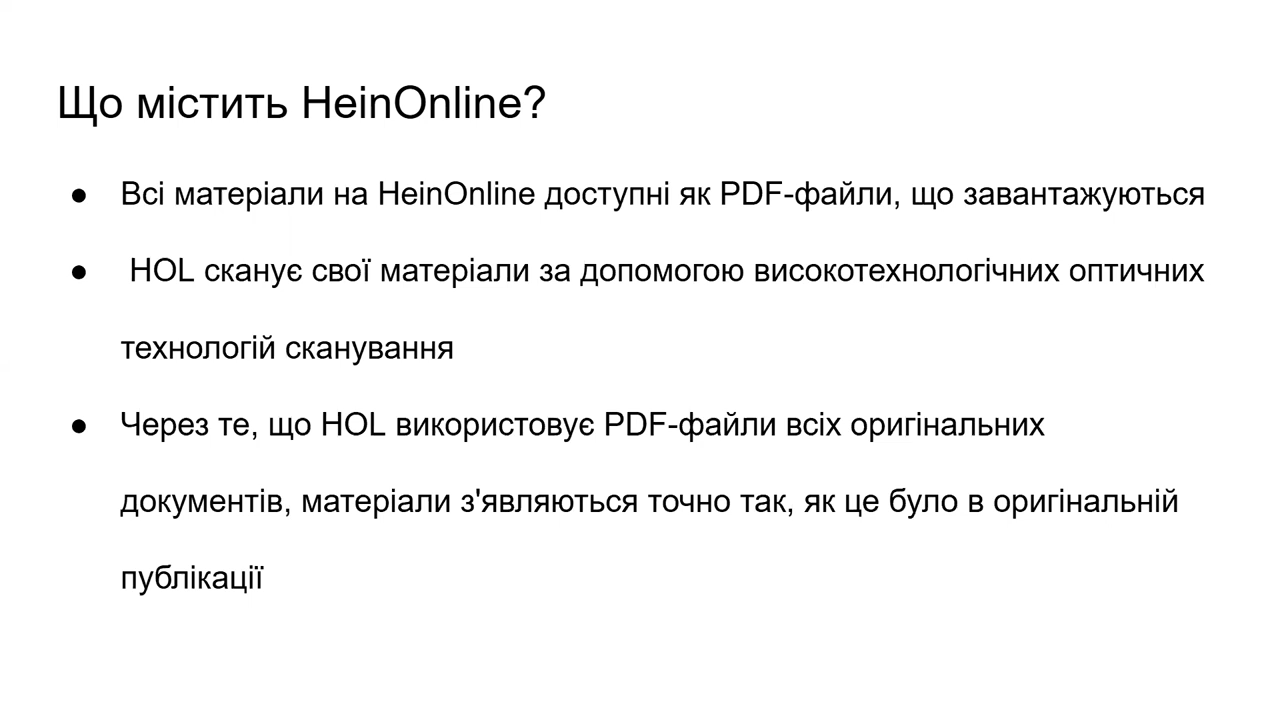 Що містить HeinOnline?
● Всі матеріали на HeinOnline доступні як PDF-файли, що завантажуються
● HOL сканує свої матеріали за допомогою високотехнологічних оптичних
технологій сканування
● Через те, що HOL використовує PDF-файли всіх оригінальних
документів, матеріали з'являються точно так, як це було в оригінальній
публікації